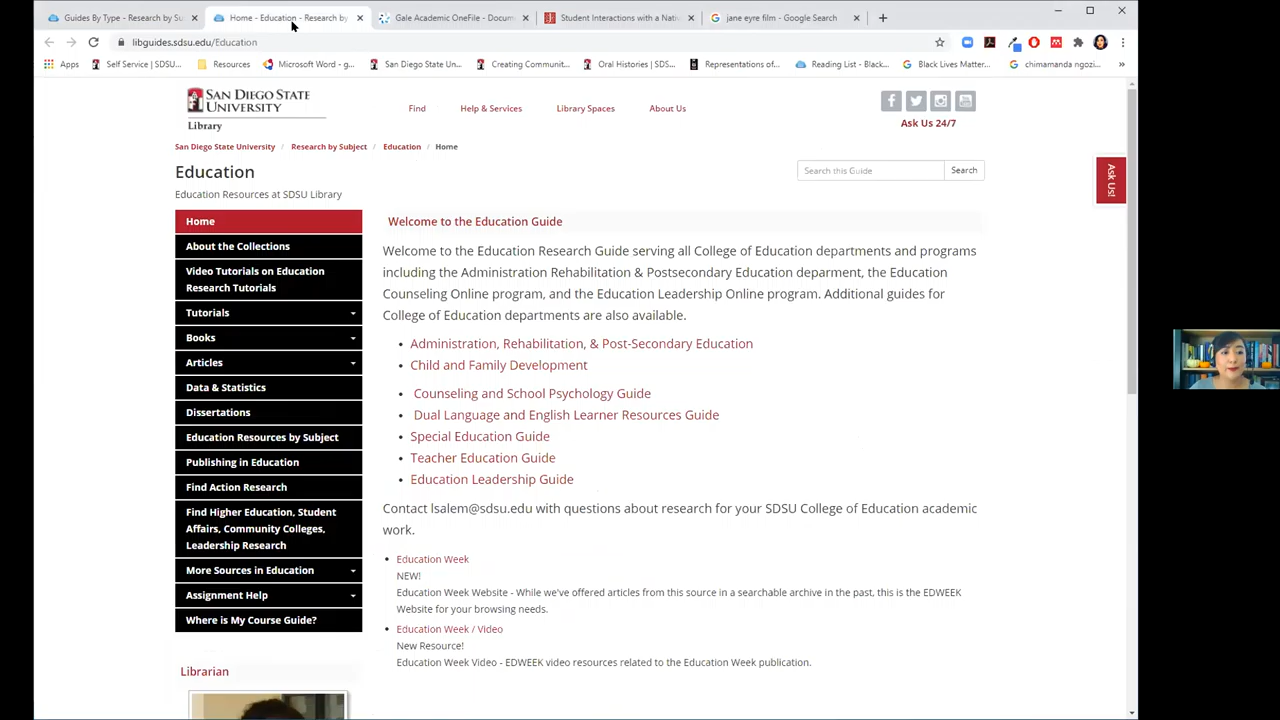 Guides By Type - Research by Su
Home - Education - Research by
Gale Academic OneFile - Docum
Student Interactions with a Nati
jane eyre film - Google Search
libguides.sdsu.edu/Education
Apps
Self Service | SDSU...
Resources
Microsoft Word - g...
San Diego State Un...
Creating Communit...
Oral Histories | SDS...
Representations of...
Reading List - Black...
Black Lives Matter...
chimamanda ngozi...
SAN DIEGO STATE
UNIVERSITY
Library
Find
Help & Services
Library Spaces
About Us
Ask Us 24/7
San Diego State University / Research by Subject / Education / Home
Education
Education Resources at SDSU Library
Search this Guide
Search
Ask Us!
Home
About the Collections
Video Tutorials on Education
Research Tutorials
Tutorials
Books
Articles
Data & Statistics
Dissertations
Education Resources by Subject
Publishing in Education
Find Action Research
Find Higher Education, Student
Affairs, Community Colleges,
Leadership Research
More Sources in Education
Assignment Help
Where is My Course Guide?
Librarian
Welcome to the Education Guide
Welcome to the Education Research Guide serving all College of Education departments and programs
including the Administration Rehabilitation & Postsecondary Education deparment, the Education
Counseling Online program, and the Education Leadership Online program. Additional guides for
College of Education departments are also available.
Administration, Rehabilitation, & Post-Secondary Education
Child and Family Development
Counseling and School Psychology Guide
Dual Language and English Learner Resources Guide
Special Education Guide
Teacher Education Guide
Education Leadership Guide
Contact lsalem@sdsu.edu with questions about research for your SDSU College of Education academic
work.
Education Week
NEW!
Education Week Website - While we've offered articles from this source in a searchable archive in the past, this is the EDWEEK
Website for your browsing needs.
Education Week / Video
New Resource!
Education Week Video - EDWEEK video resources related to the Education Week publication.